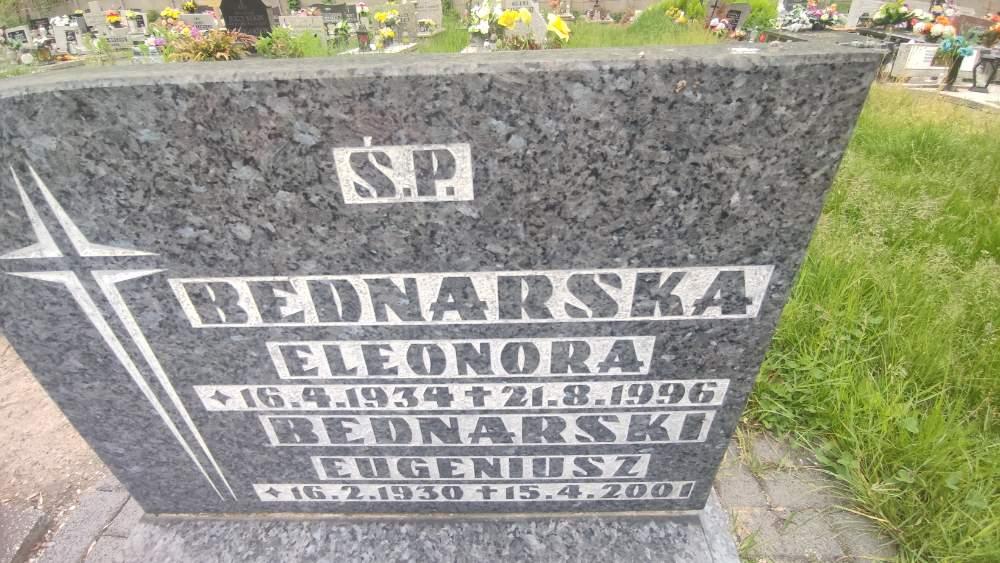 Ś.P.
BEDNARSKA
ELEONORA
16.4.1934 ✝ 21.8.1996
BEDNARSKI
EUGENIUSZ
16.2.1930 ✝ 15.4.2001